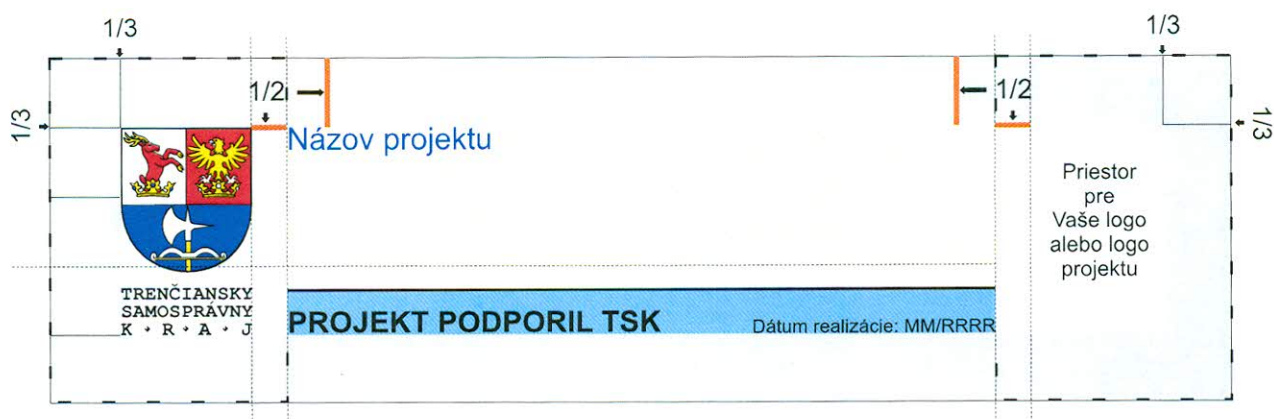 1/3
1/3
1/2
1/2
1/3
1/3
Názov projektu
Priestor
pre
Vaše logo
alebo logo
projektu
TRENČIANSKY
SAMOSPRÁVNY
K • R • A • J
PROJEKT PODPORIL TSK
Dátum realizácie: MM/RRRR